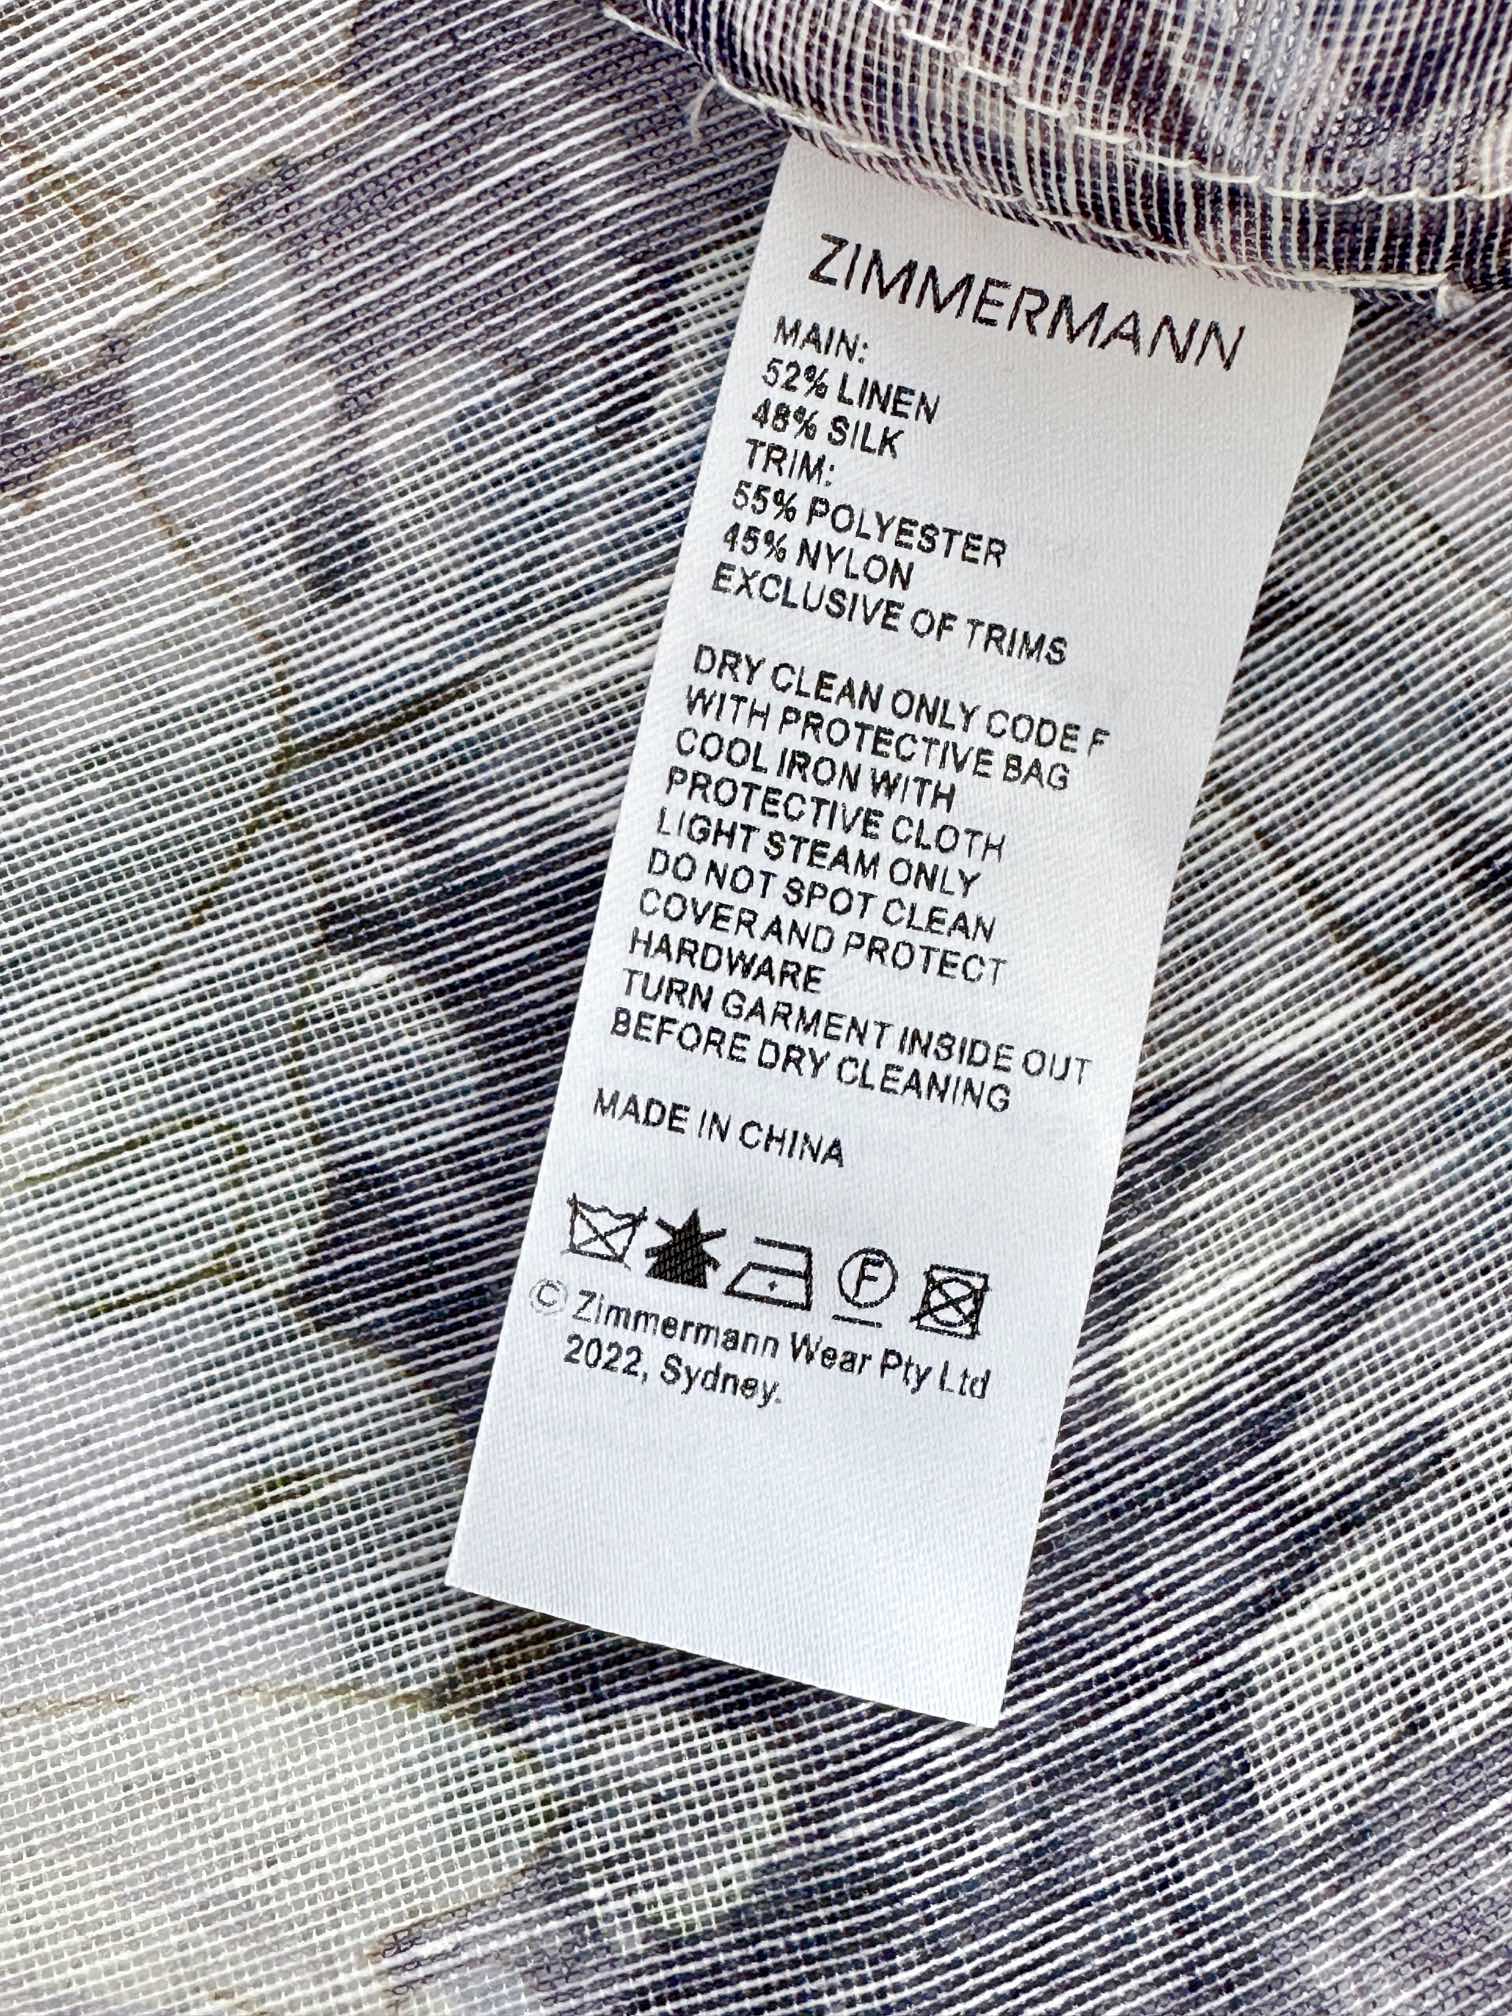 ZIMMERMANN
MAIN:
52% LINEN
48% SILK
TRIM:
55% POLYESTER
45% NYLON
EXCLUSIVE OF TRIMS
DRY CLEAN ONLY CODE F
WITH PROTECTIVE BAG
COOL IRON WITH
PROTECTIVE CLOTH
LIGHT STEAM ONLY
DO NOT SPOT CLEAN
COVER AND PROTECT
HARDWARE
TURN GARMENT INSIDE OUT
BEFORE DRY CLEANING
MADE IN CHINA
F
© Zimmermann Wear Pty Ltd
2022, Sydney.